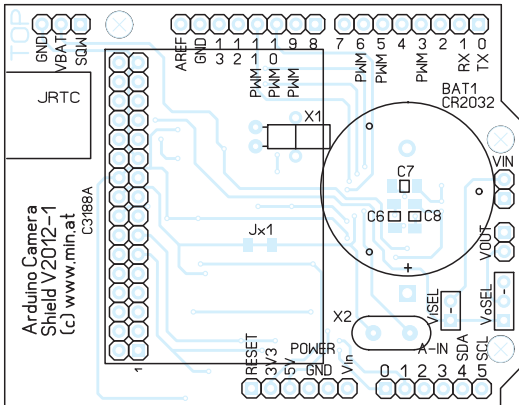 TOP
GND
VBAT
SQW
AREF
GND
13
12
11
10
9
8
PWM
PWM
PWM
7
6
5
4
3
2
1
0
PWM
PWM
PWM
RX
TX
JRTC
BAT1
CR2032
X1
VIN
C7
C6
C8
C3188A
Arduino Camera
Shield V2012-1
(c) www.min.at
Jx1
VOUT
+
ViSEL
-
VoSEL
-
X2
1
RESET
3V3
5V
POWER
GND
Vin
A-IN
SDA
SCL
0
1
2
3
4
5